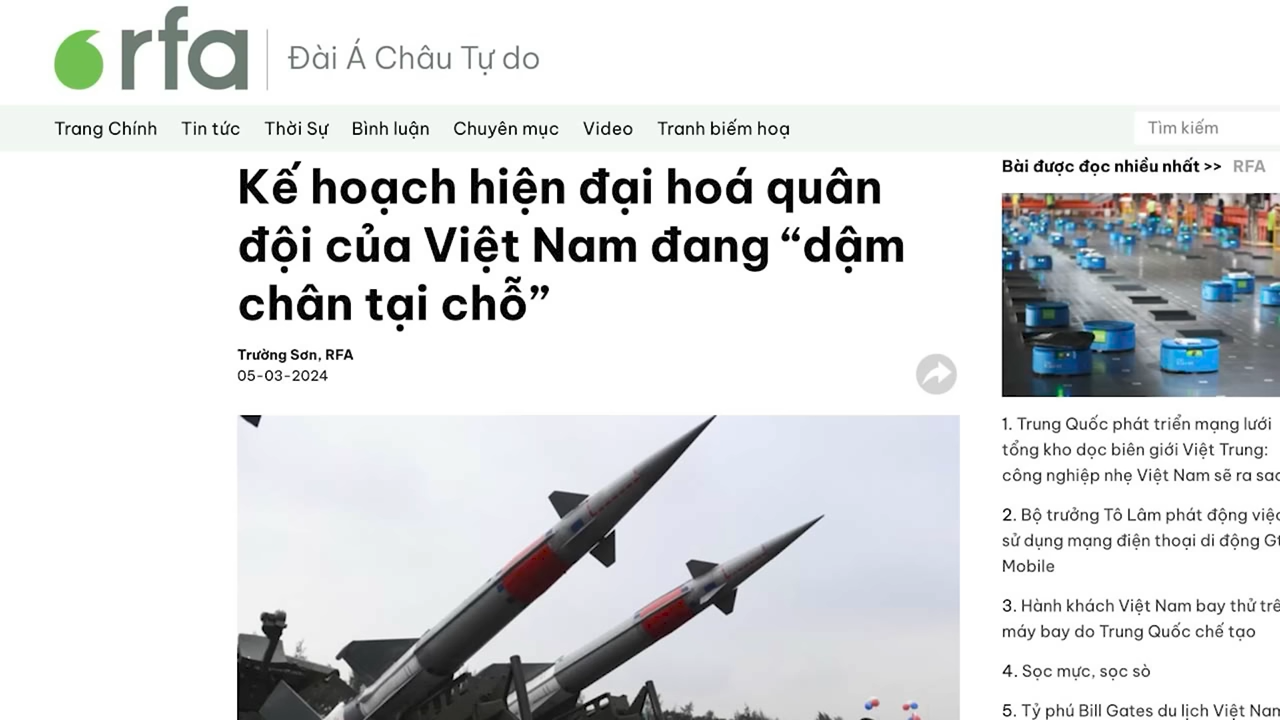 rfa
Đài Á Châu Tự do
Trang Chính Tin tức Thời Sự Bình luận Chuyên mục Video Tranh biếm hoạ
Tìm kiếm
Kế hoạch hiện đại hoá quân
đội của Việt Nam đang “dậm
chân tại chỗ”
Trường Sơn, RFA
05-03-2024
Bài được đọc nhiều nhất >> RFA
1. Trung Quốc phát triển mạng lưới
tổng kho dọc biên giới Việt Trung:
công nghiệp nhẹ Việt Nam sẽ ra
2. Bộ trưởng Tô Lâm phát động
sử dụng mạng điện thoại di động
Mobile
3. Hành khách Việt Nam bay thử
máy bay do Trung Quốc chế tạo
4. Sọc mực, sọc sò
5. Tỷ phú Bill Gates du lịch Việt Nam